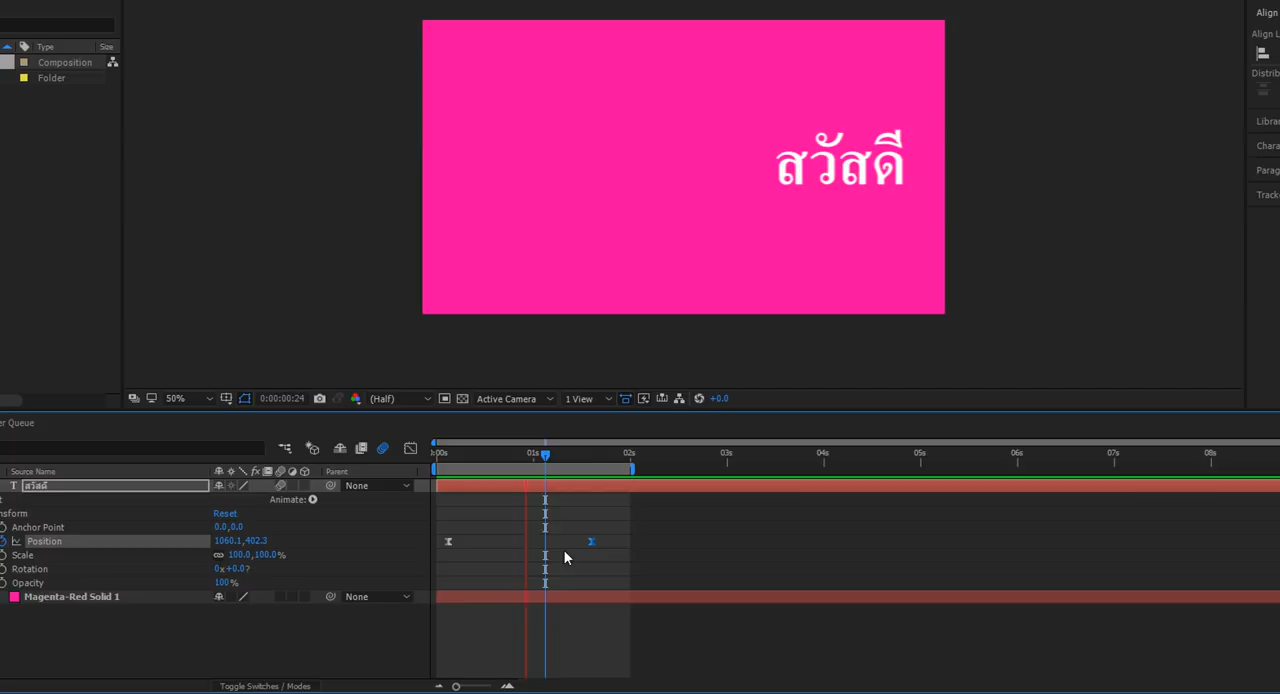 Type Size
Composition
Folder
Align
Align L
Distrib
Libra
Chara
Parag
Track
สวัสดี
50% 0:00:00:24 (Half) Active Camera 1 View +0.0
er Queue
Source Name Parent
T สวัสดี None
Animate:
nsform Reset
Anchor Point 0.0,0.0
Position 1060.1,402.3
Scale 100.0,100.0%
Rotation 0x+0.0?
Opacity 100%
Magenta-Red Solid 1 None
:00s 01s 02s 03s 04s 05s 06s 07s 08s
Toggle Switches / Modes